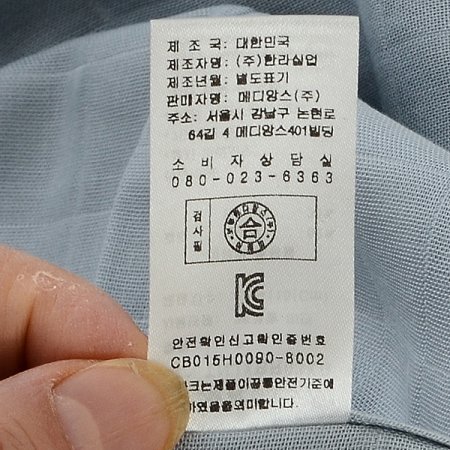 제 조 국: 대한민국
제조자명: (주)한라실업
제조년월: 별도표기
판매자명: 메디앙스(주)
주소: 서울시 강남구 논현로
64길 4 메디앙스401빌딩
소 비 자 상 담 실
080-023-6363
검사필
合
안전확인신고확인증번호
CB015H0090-8002
크는제품이공통안전기준에
하였음을의미합니다.